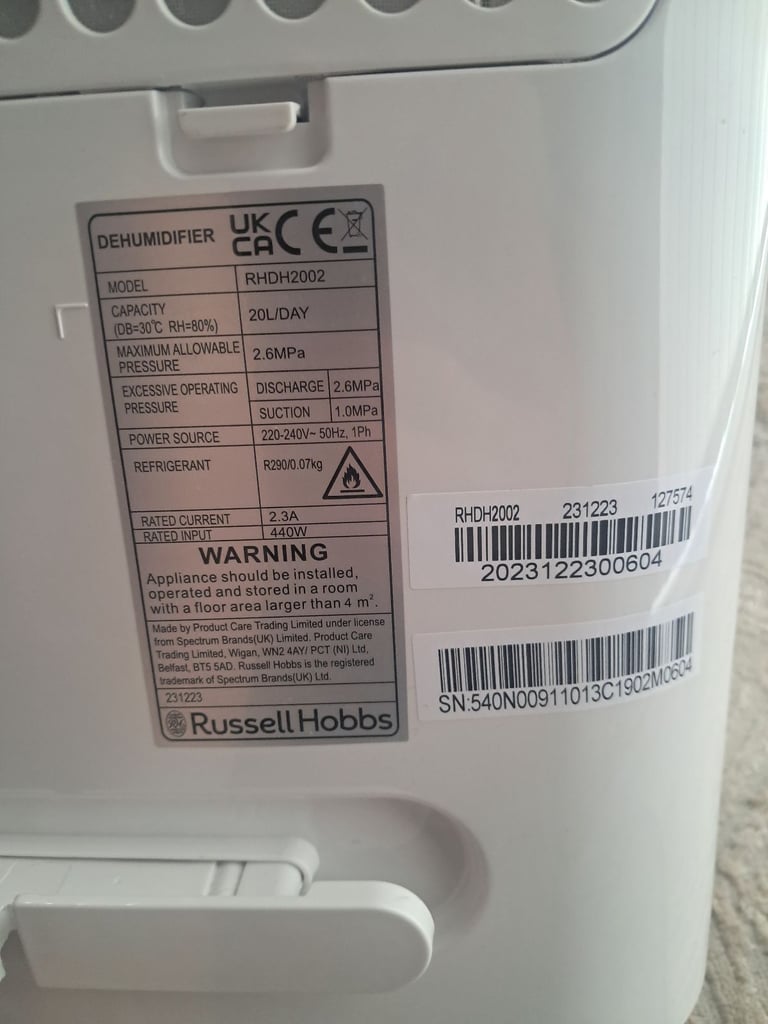 DEHUMIDIFIER UK CA CE
MODEL RHDH2002
CAPACITY
(DB=30℃ RH=80%) 20L/DAY
MAXIMUM ALLOWABLE
PRESSURE 2.6MPa
EXCESSIVE OPERATING
PRESSURE DISCHARGE 2.6MPa
SUCTION 1.0MPa
POWER SOURCE 220-240V~ 50Hz, 1Ph
REFRIGERANT R290/0.07kg
RATED CURRENT 2.3A
RATED INPUT 440W
WARNING
Appliance should be installed,
operated and stored in a room
with a floor area larger than 4 m².
Made by Product Care Trading Limited under license
from Spectrum Brands(UK) Limited. Product Care
Trading Limited, Wigan, WN2 4AY/ PCT (NI) Ltd,
Belfast, BT5 5AD. Russell Hobbs is the registered
trademark of Spectrum Brands(UK) Ltd.
231223
RH Russell Hobbs
RHDH2002 231223 127574
2023122300604
SN:540N00911013C1902M0604